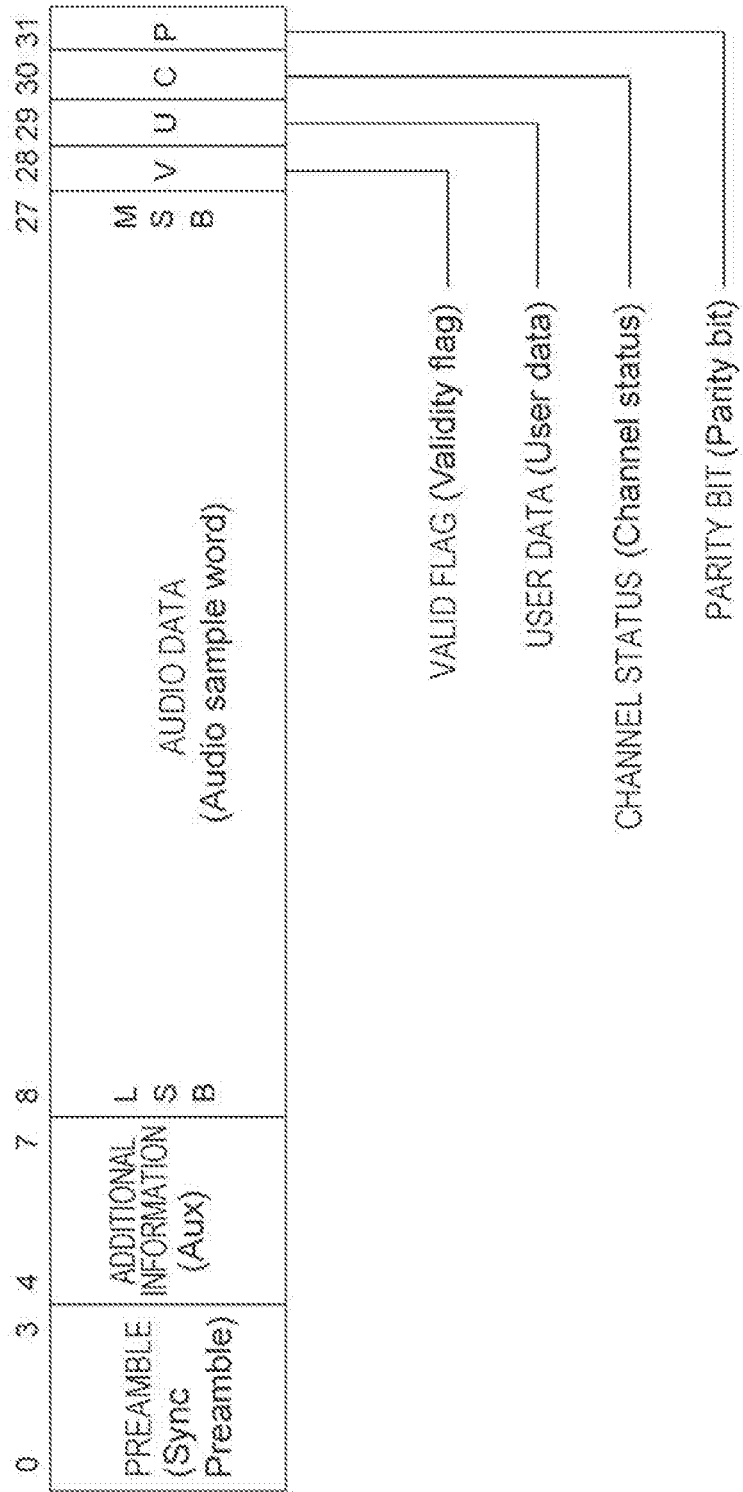 0 3 4 7 8 27 28 29 30 31
PREAMBLE
(Sync
Preamble)
ADDITIONAL
INFORMATION
(Aux)
L
S
B
AUDIO DATA
(Audio sample word)
M
S
B
V
U
C
P
VALID FLAG (Validity flag)
USER DATA (User data)
CHANNEL STATUS (Channel status)
PARITY BIT (Parity bit)